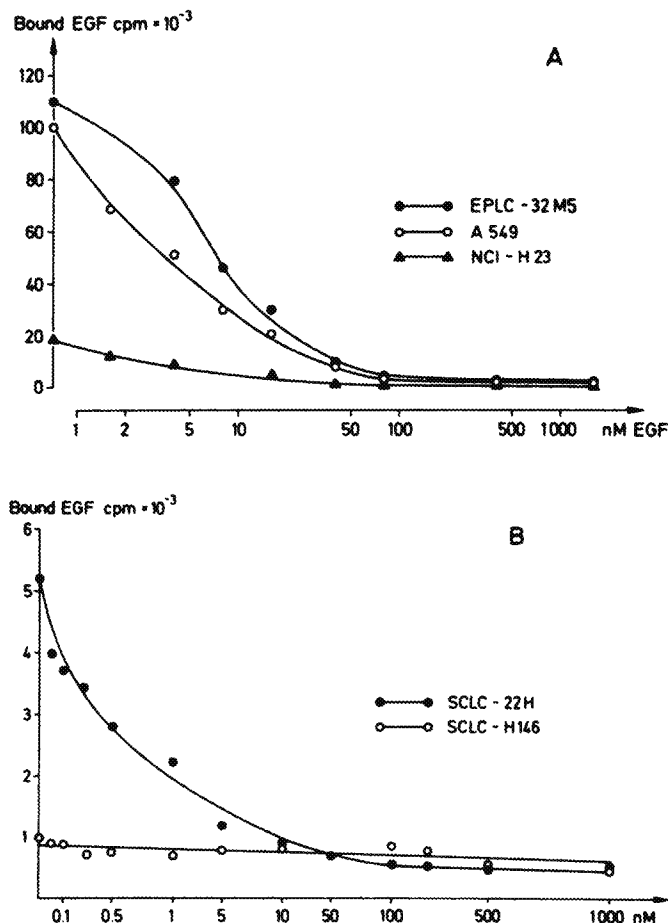 Bound EGF cpm × 10⁻³
A
120
100
80
60
40
20
0
EPLC - 32 M5
A 549
NCI - H 23
1 2 5 10 50 100 500 1000 nM EGF
Bound EGF cpm × 10⁻³
B
6
5
4
3
2
1
SCLC - 22H
SCLC - H146
0.1 0.5 1 5 10 50 100 500 1000 nM